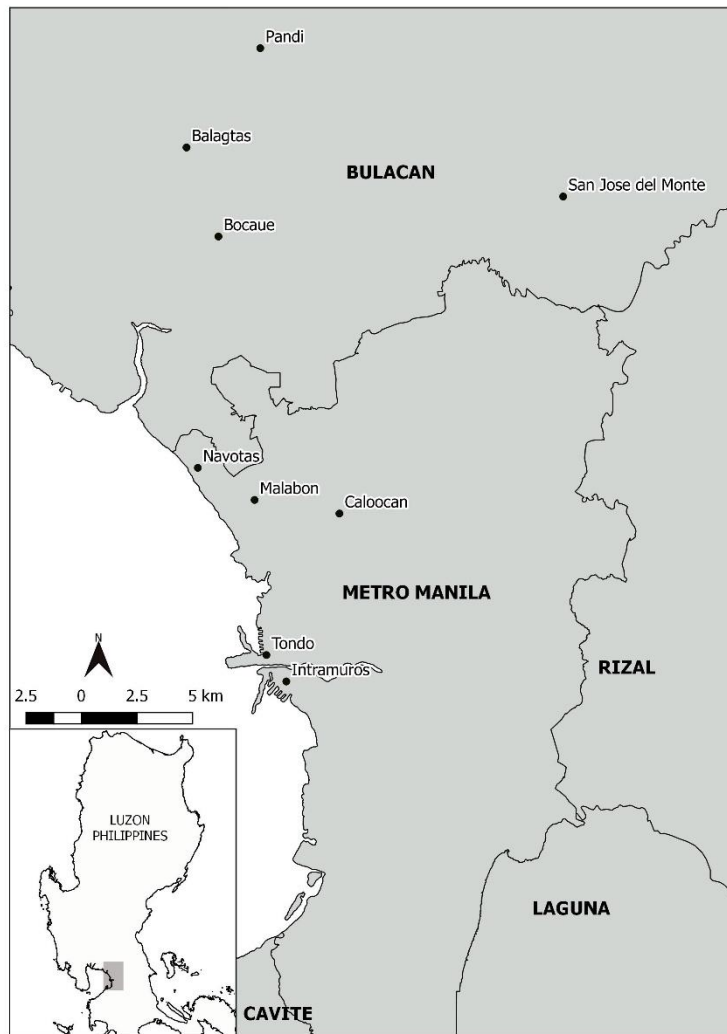 Pandi
Balagtas
BULACAN
San Jose del Monte
Bocaue
Navotas
Malabon
Caloocan
METRO MANILA
N
Tondo
RIZAL
Intramuros
2.5 0 2.5 5 km
LUZON
PHILIPPINES
LAGUNA
CAVITE